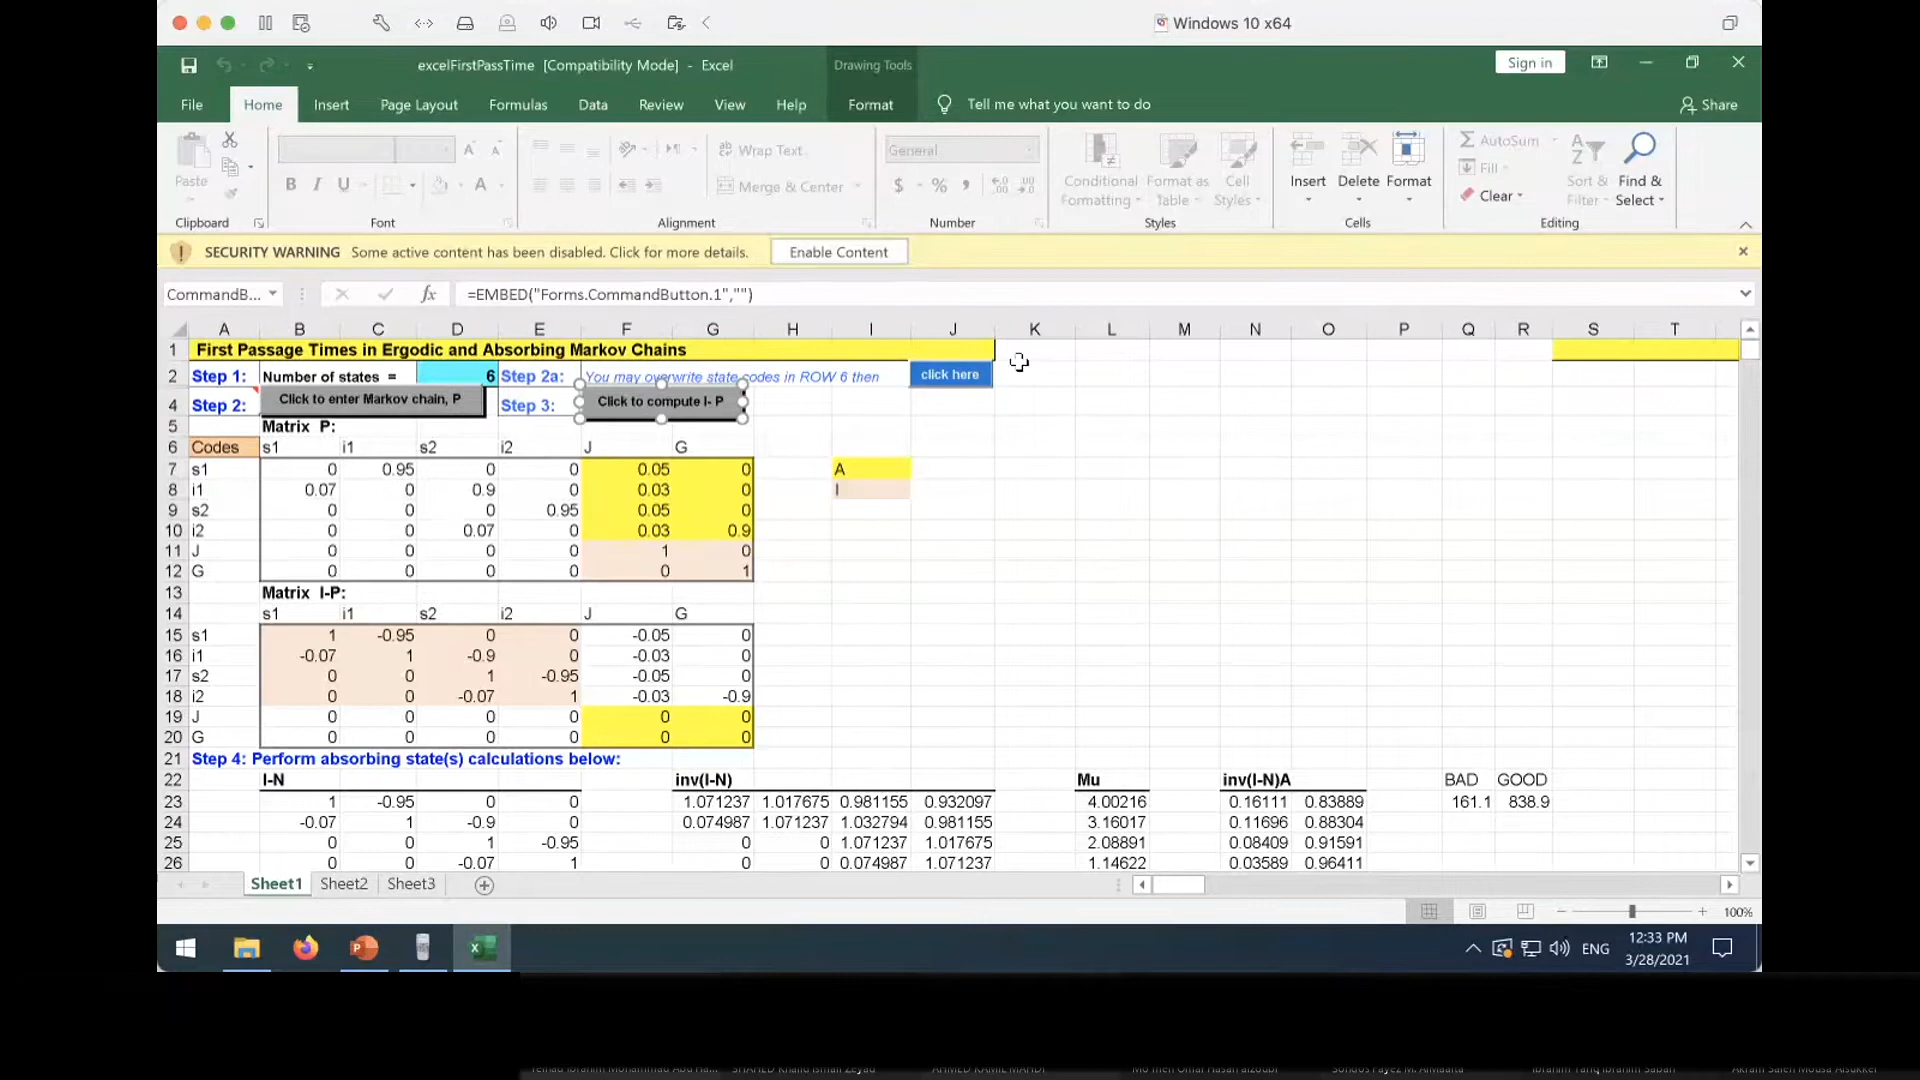 Windows 10 x64
excelFirstPassTime [Compatibility Mode] - Excel
Drawing Tools
Sign in
File Home Insert Page Layout Formulas Data Review View Help Format Tell me what you want to do Share
Paste
Clipboard
B I U
Font
Wrap Text
Merge & Center
Alignment
General
$ % ,
Number
Conditional Formatting
Format as Table
Cell Styles
Styles
Insert Delete Format
Cells
AutoSum
Fill
Clear
Sort & Filter
Find & Select
Editing
SECURITY WARNING Some active content has been disabled. Click for more details. Enable Content
CommandB... fx =EMBED("Forms.CommandButton.1","")
A B C D E F G H I J K L M N O P Q R S T
1 First Passage Times in Ergodic and Absorbing Markov Chains
2 Step 1: Number of states = 6 Step 2a: You may overwrite state codes in ROW 6 then click here
4 Step 2: Click to enter Markov chain, P Step 3: Click to compute I- P
5 Matrix P:
6 Codes s1 i1 s2 i2 J G
7 s1 0 0.95 0 0 0.05 0 A
8 i1 0.07 0 0.9 0 0.03 0 I
9 s2 0 0 0 0.95 0.05 0
10 i2 0 0 0.07 0 0.03 0.9
11 J 0 0 0 0 1 0
12 G 0 0 0 0 0 1
13 Matrix I-P:
14 s1 i1 s2 i2 J G
15 s1 1 -0.95 0 0 -0.05 0
16 i1 -0.07 1 -0.9 0 -0.03 0
17 s2 0 0 1 -0.95 -0.05 0
18 i2 0 0 -0.07 1 -0.03 -0.9
19 J 0 0 0 0 0 0
20 G 0 0 0 0 0 0
21 Step 4: Perform absorbing state(s) calculations below:
22 I-N inv(I-N) Mu inv(I-N)A BAD GOOD
23 1 -0.95 0 0 1.071237 1.017675 0.981155 0.932097 4.00216 0.16111 0.83889 161.1 838.9
24 -0.07 1 -0.9 0 0.074987 1.071237 1.032794 0.981155 3.16017 0.11696 0.88304
25 0 0 1 -0.95 0 0 1.071237 1.017675 2.08891 0.08409 0.91591
26 0 0 -0.07 1 0 0 0.074987 1.071237 1.14622 0.03589 0.96411
Sheet1 Sheet2 Sheet3
100%
ENG
12:33 PM
3/28/2021